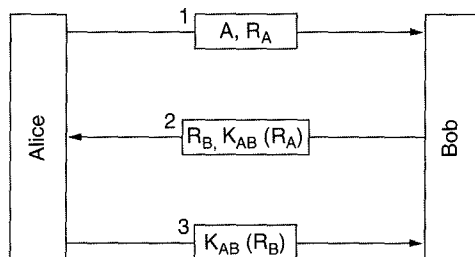 Alice
Bob
1
A, R_A
2
R_B, K_AB (R_A)
3
K_AB (R_B)